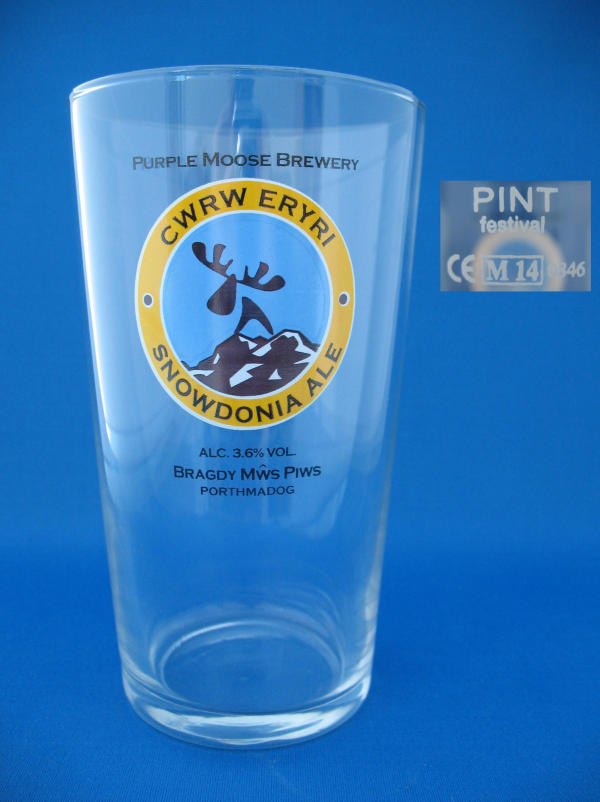 PURPLE MOOSE BREWERY
CWRW ERYRI
SNOWDONIA ALE
ALC. 3.6% VOL.
BRAGDY MŴS PIWS
PORTHMADOG
PINT
festival
CE M 14 0346